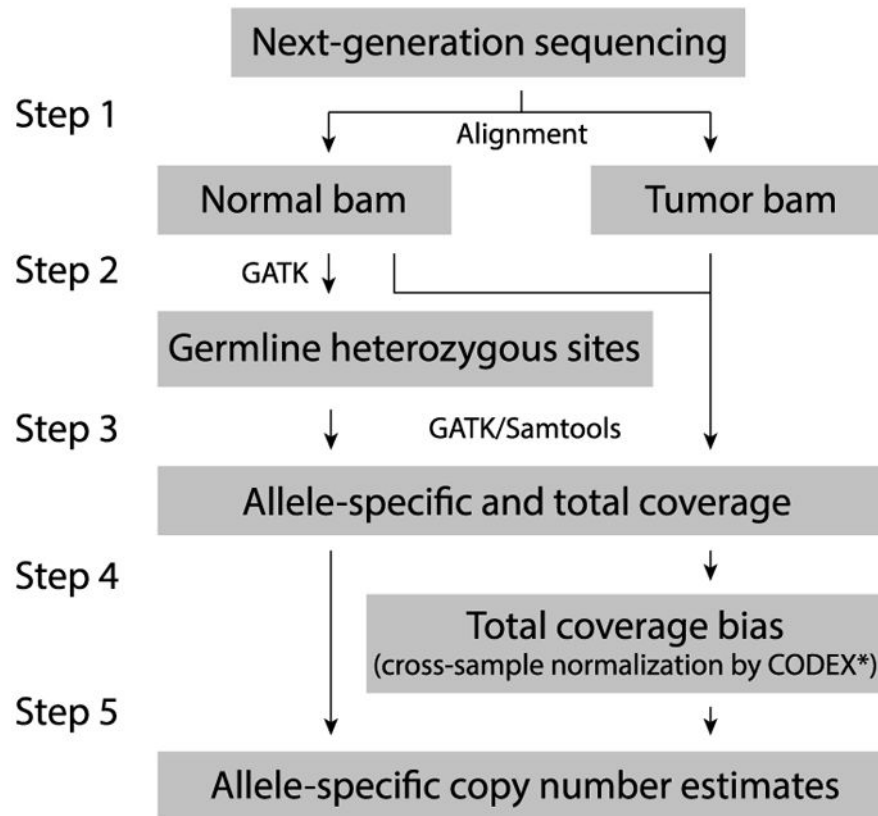 Next-generation sequencing
Step 1
Alignment
Normal bam
Tumor bam
Step 2
GATK
Germline heterozygous sites
Step 3
GATK/Samtools
Allele-specific and total coverage
Step 4
Total coverage bias
(cross-sample normalization by CODEX*)
Step 5
Allele-specific copy number estimates